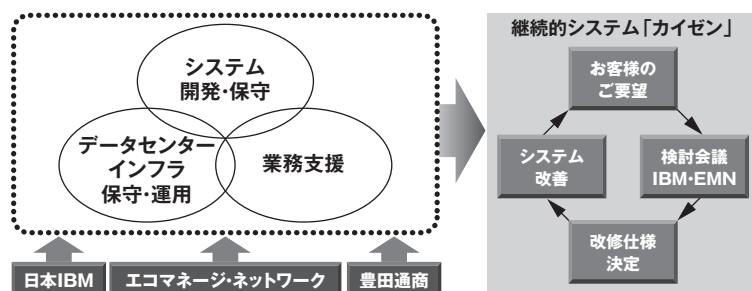 システム
開発・保守
データセンター
インフラ
保守・運用
業務支援
日本IBM
エコマネージ・ネットワーク
豊田通商
継続的システム「カイゼン」
お客様の
ご要望
検討会議
IBM・EMN
改修仕様
決定
システム
改善